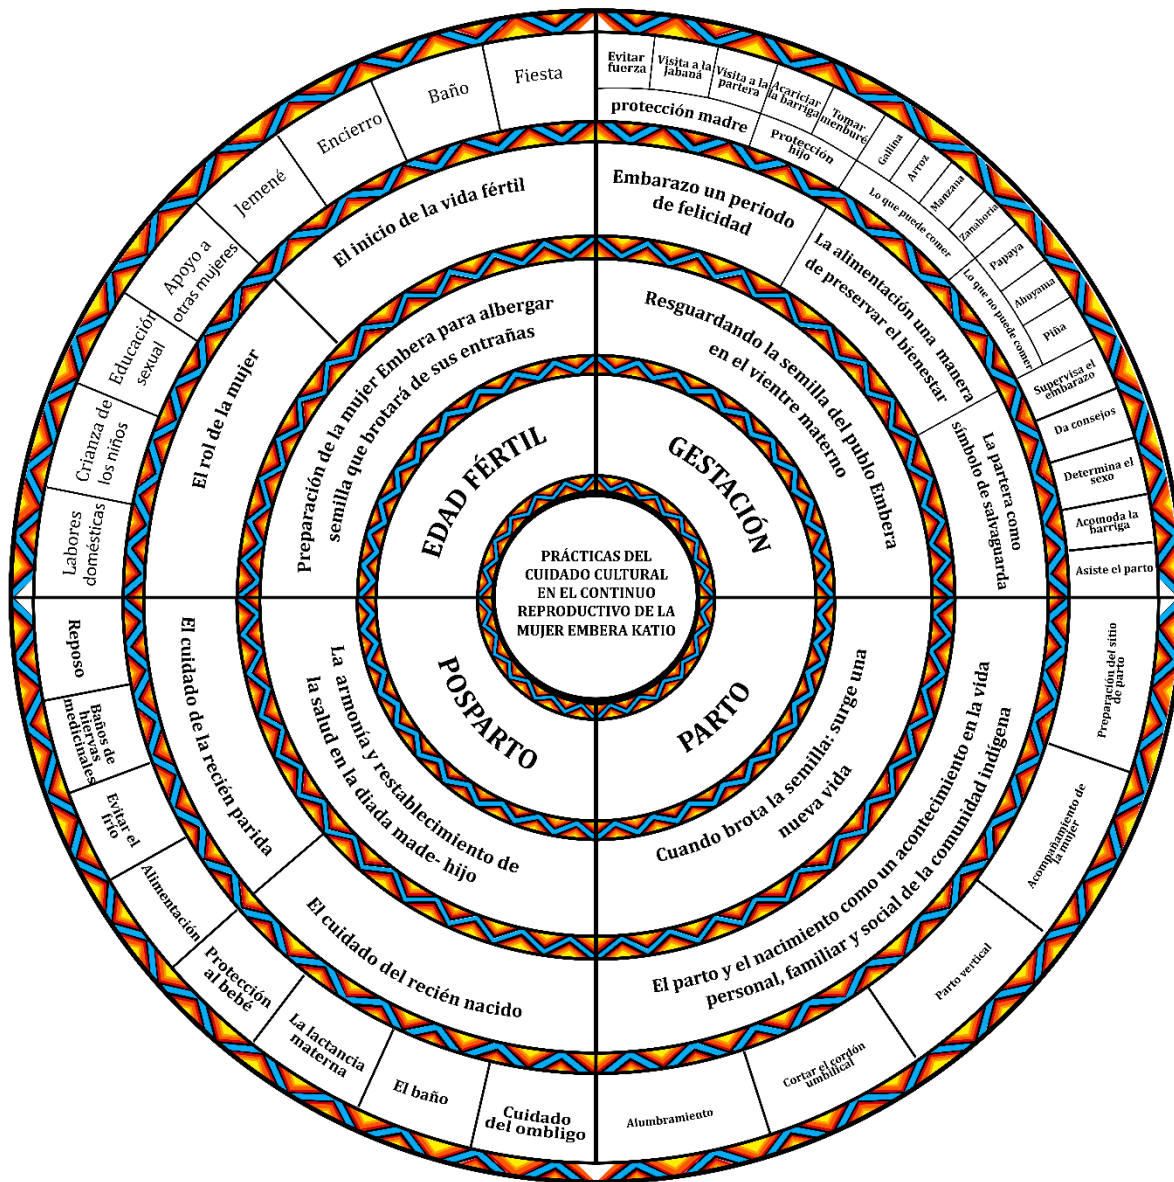 PRÁCTICAS DEL
CUIDADO CULTURAL
EN EL CONTINUO
REPRODUCTIVO DE LA
MUJER EMBERA KATIO
EDAD FÉRTIL
Preparación de la mujer Embera para albergar
semilla que brotará de sus entrañas
El rol de la mujer
El inicio de la vida fértil
Labores
domésticas
Crianza de
los niños
Educación
sexual
Apoyo a
otras mujeres
Jemené
Encierro
Baño
Fiesta
GESTACIÓN
Resguardando la semilla del publo Embera
en el vientre materno
Embarazo un periodo
de felicidad
La alimentación una manera
de preservar el bienestar
La partera como
símbolo de salvaguarda
protección madre
Protección
hijo
Lo que puede comer
Lo que no puede comer
Evitar
fuerza
Visita a la
Jabaná
Visita a la
partera
Acariciar
la barriga
Tomar
menburé
Gallina
Arroz
Manzana
Zanahoria
Papaya
Ahuyama
Piña
Supervisa el
embarazo
Da consejos
Determina el
sexo
Acomoda la
barriga
Asiste el parto
PARTO
Cuando brota la semilla: surge una
nueva vida
El parto y el nacimiento como un acontecimiento en la vida
personal, familiar y social de la comunidad indígena
Preparación del sitio
de parto
Acompañamiento de
la mujer
Parto vertical
Cortar el cordón
umbilical
Alumbramiento
POSPARTO
La armonía y restablecimiento de
la salud en la diada made- hijo
El cuidado de la recién parida
El cuidado del recién nacido
Reposo
Baños de
hiervas
medicinales
Evitar el
frío
Alimentación
Protección
al bebé
La lactancia
materna
El baño
Cuidado
del ombligo